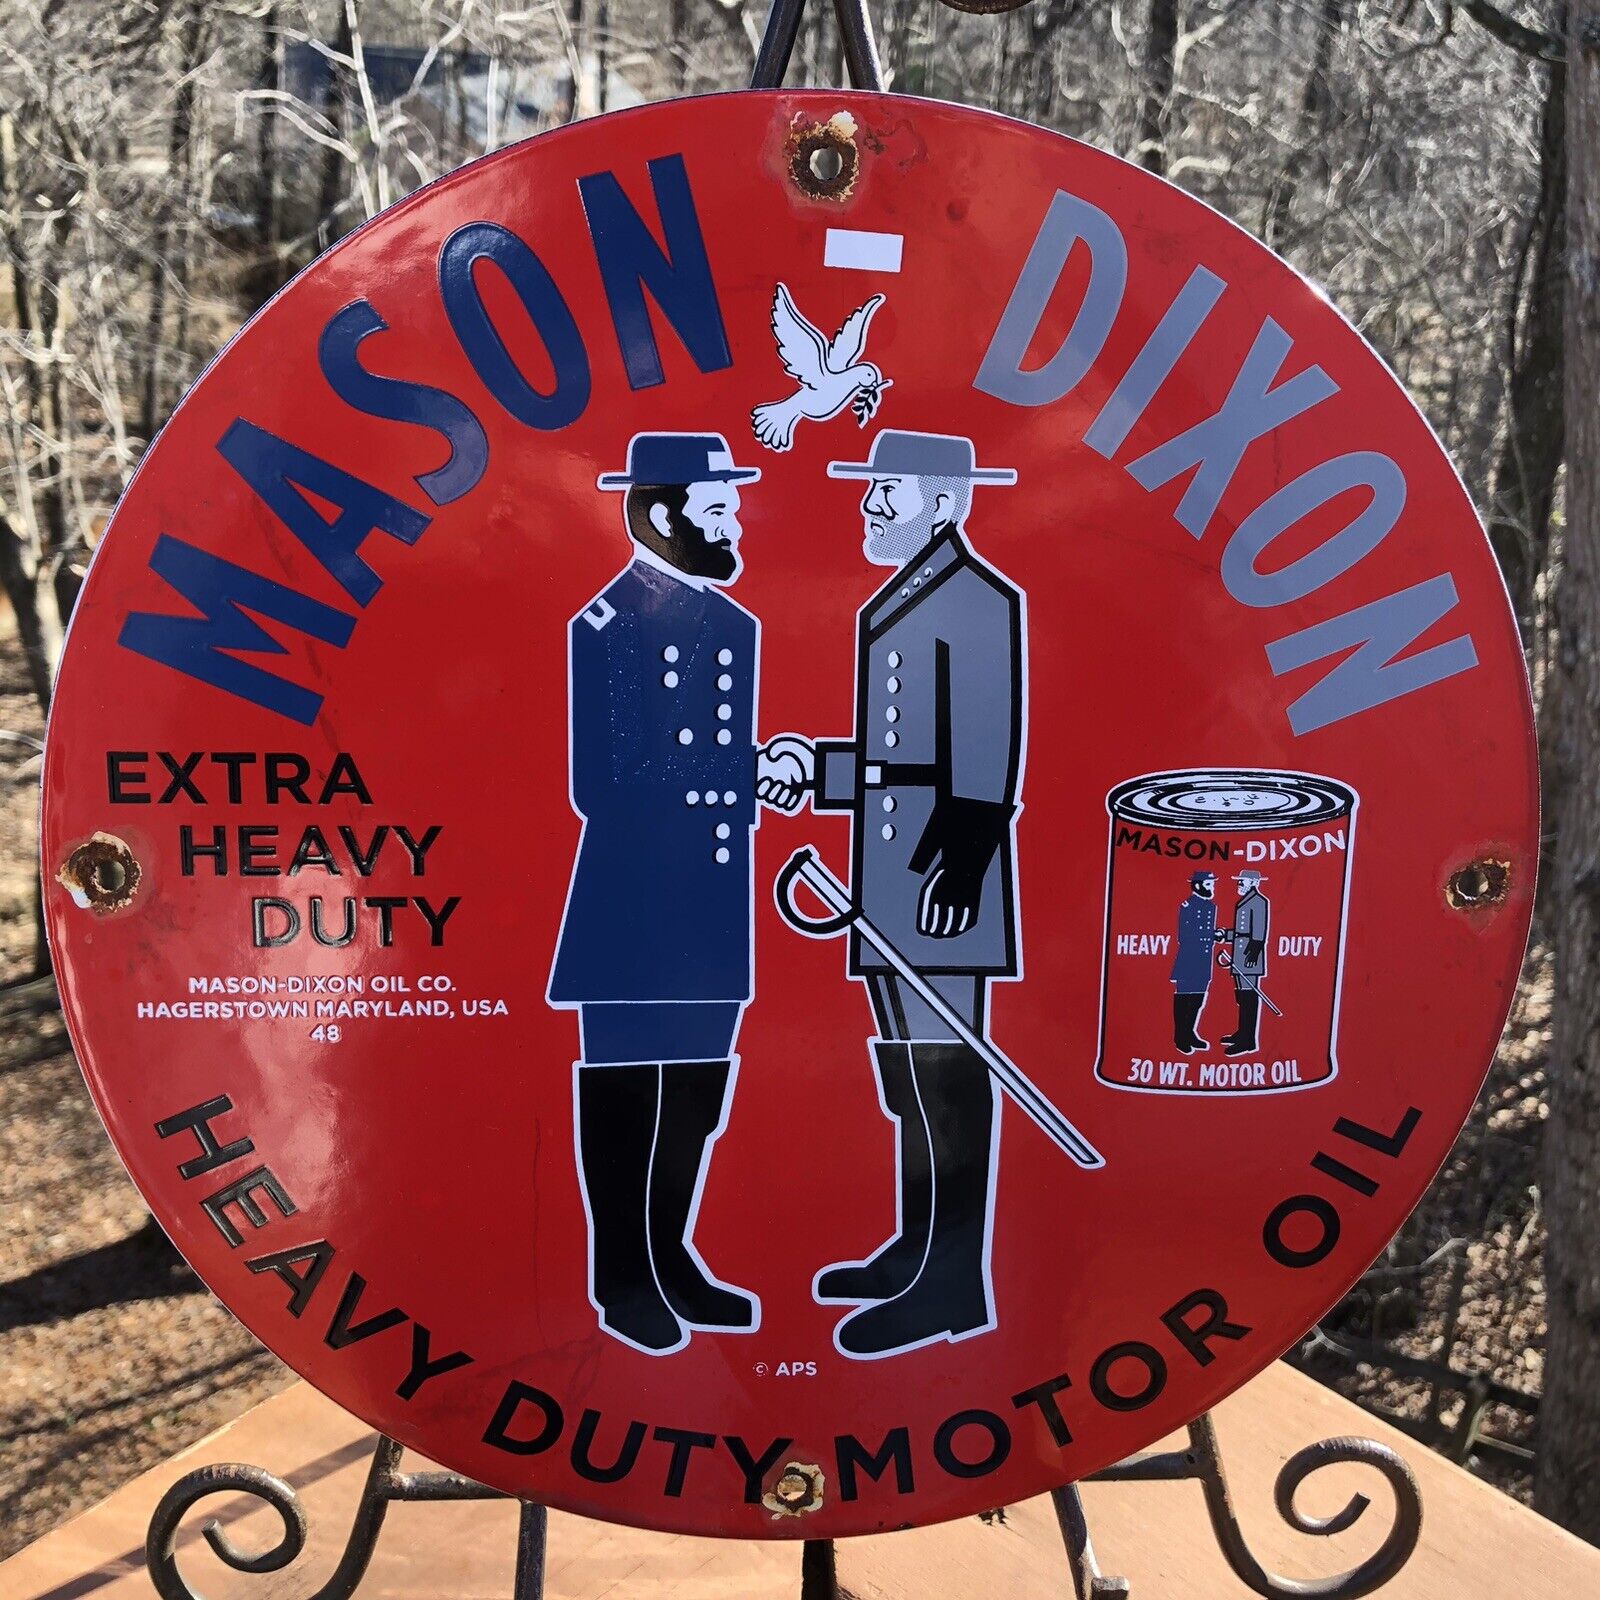 MASON DIXON
EXTRA
HEAVY
DUTY
MASON-DIXON OIL CO.
HAGERSTOWN MARYLAND, USA
48
MASON-DIXON
HEAVY DUTY
30 WT. MOTOR OIL
© APS
HEAVY DUTY MOTOR OIL